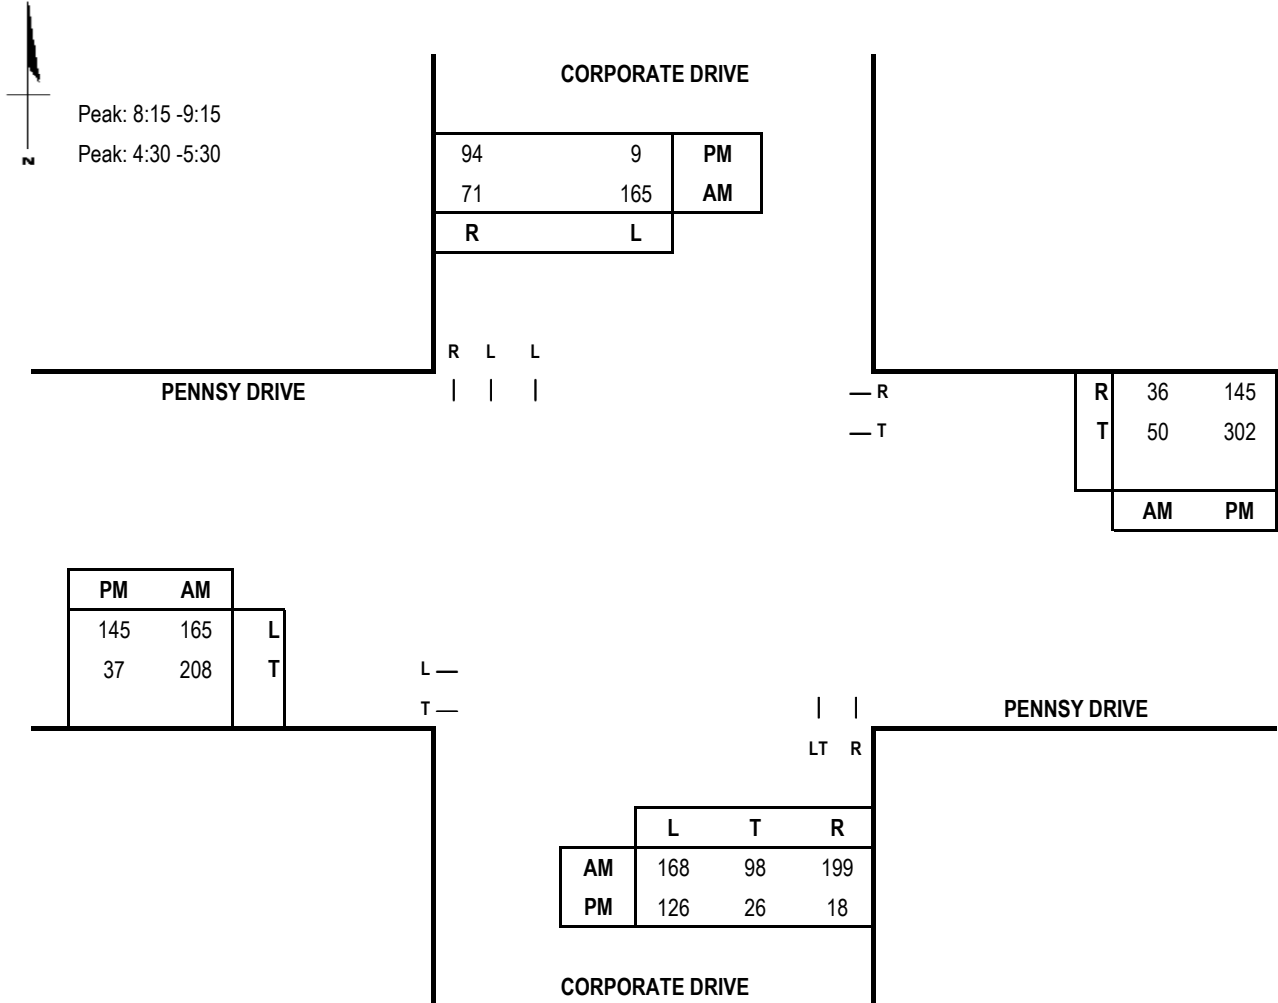 CORPORATE DRIVE
Peak: 8:15 -9:15
Peak: 4:30 -5:30
N
94 9 PM
71 165 AM
R L
R L L
PENNSY DRIVE
R
T
R 36 145
T 50 302
AM PM
PM AM
145 165 L
37 208 T
L
T
PENNSY DRIVE
LT R
L T R
AM 168 98 199
PM 126 26 18
CORPORATE DRIVE